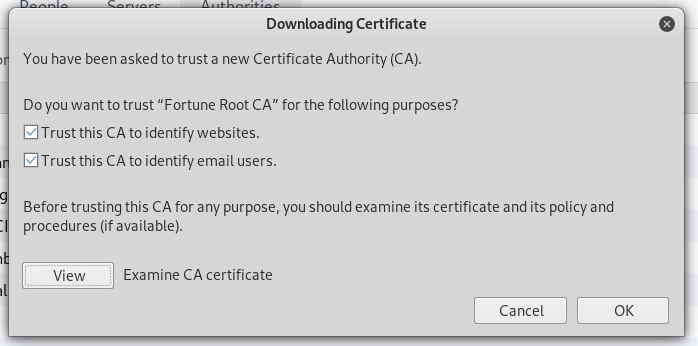 People Servers Authorities
Downloading Certificate
You have been asked to trust a new Certificate Authority (CA).
Do you want to trust “Fortune Root CA” for the following purposes?
Trust this CA to identify websites.
Trust this CA to identify email users.
Before trusting this CA for any purpose, you should examine its certificate and its policy and
procedures (if available).
View Examine CA certificate
Cancel OK